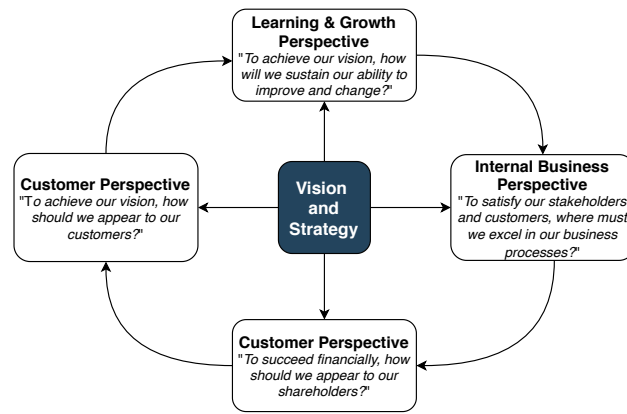 Learning & Growth
Perspective
"To achieve our vision, how
will we sustain our ability to
improve and change?"
Customer Perspective
"To achieve our vision, how
should we appear to our
customers?"
Vision
and
Strategy
Internal Business
Perspective
"To satisfy our stakeholders
and customers, where must
we excel in our business
processes?"
Customer Perspective
"To succeed financially, how
should we appear to our
shareholders?"